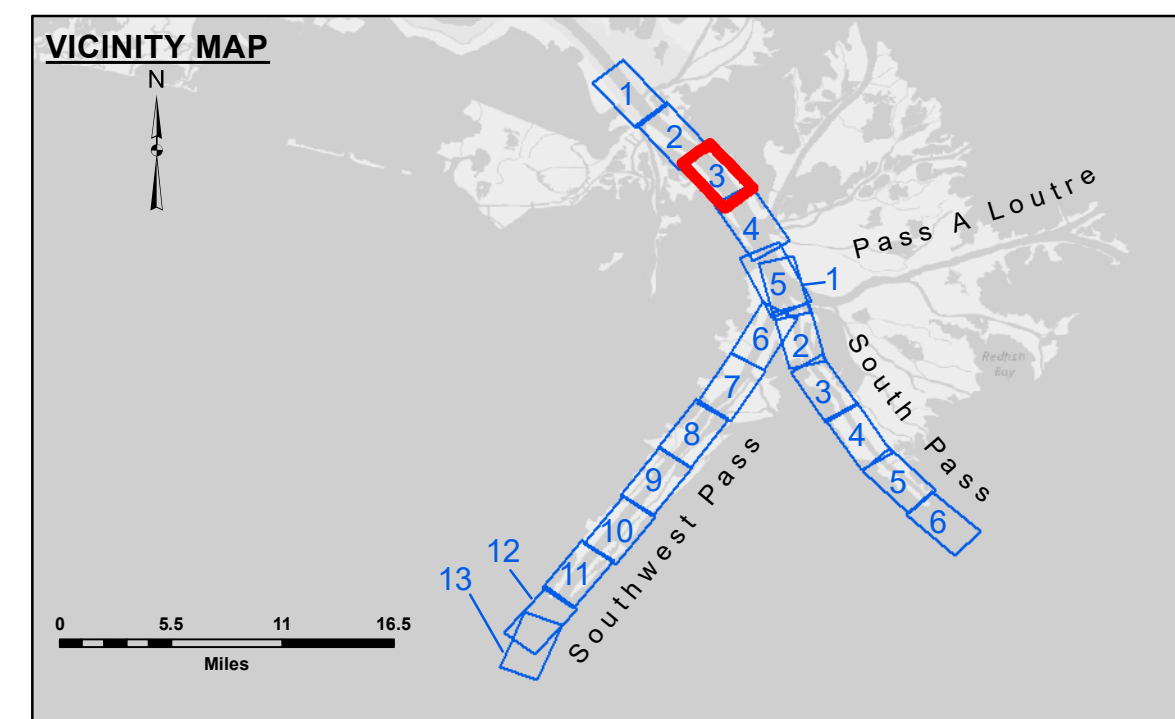 VICINITY MAP
N
1
2
3
4
5
1
Pass A Loutre
6
2
South Pass
Redfish
Bay
7
3
8
4
9
5
10
6
11
12
13
Southwest Pass
0 5.5 11 16.5
Miles